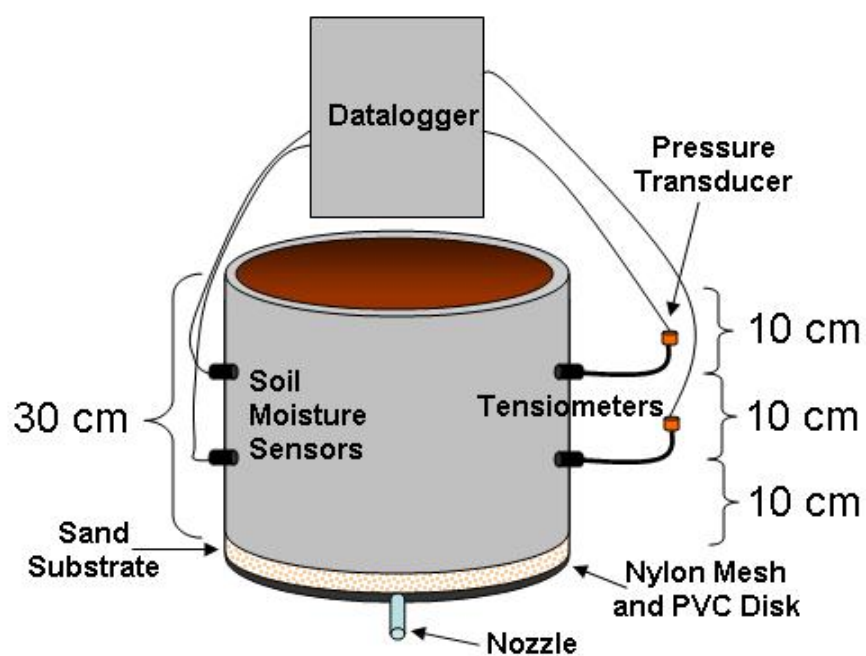 Datalogger
Pressure
Transducer
10 cm
Soil
Moisture
Sensors
Tensiometers
30 cm
10 cm
10 cm
Sand
Substrate
Nylon Mesh
and PVC Disk
Nozzle